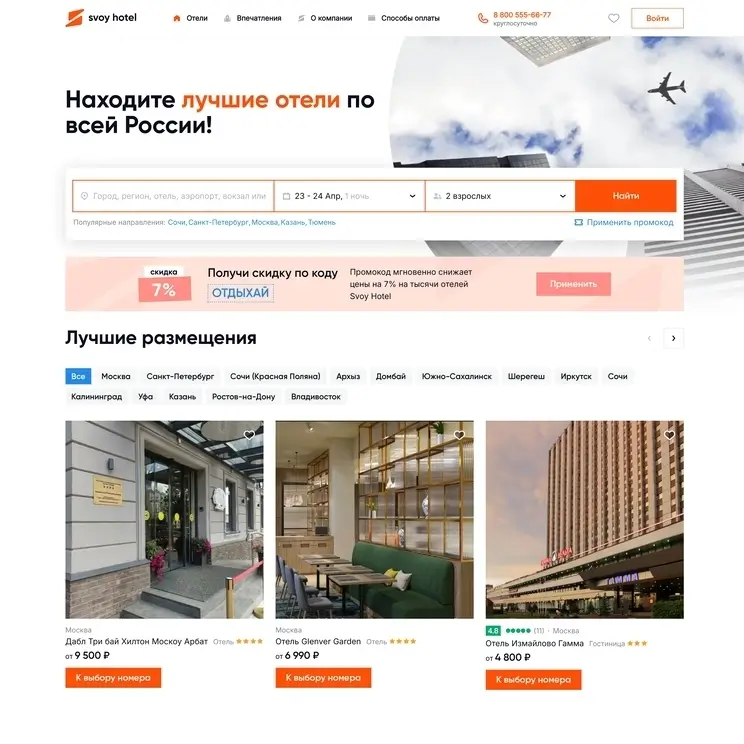 svoy hotel
Отели
Впечатления
О компании
Способы оплаты
8 800 555-66-77
круглосуточно
Войти
Находите лучшие отели по
всей России!
Город, регион, отель, аэропорт, вокзал или
23 - 24 Апр, 1 ночь
2 взрослых
Найти
Популярные направления: Сочи, Санкт-Петербург, Москва, Казань, Тюмень
Применить промокод
скидка
7%
Получи скидку по коду
ОТДЫХАЙ
Промокод мгновенно снижает
цены на 7% на тысячи отелей
Svoy Hotel
Применить
Лучшие размещения
Все Москва Санкт-Петербург Сочи (Красная Поляна) Архыз Домбай Южно-Сахалинск Шерегеш Иркутск Сочи
Калининград Уфа Казань Ростов-на-Дону Владивосток
Москва
Дабл Три бай Хилтон Москоу Арбат Отель
от 9 500 ₽
К выбору номера
Москва
Отель Glenver Garden Отель
от 6 990 ₽
К выбору номера
4.8 (11) · Москва
Отель Измайлово Гамма Гостиница
от 4 800 ₽
К выбору номера